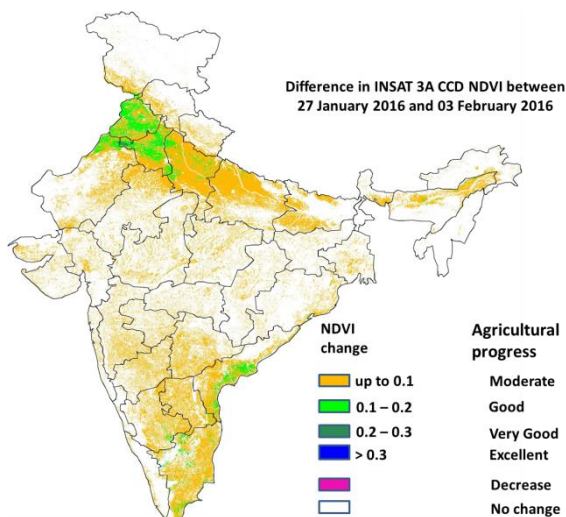 Difference in INSAT 3A CCD NDVI between
27 January 2016 and 03 February 2016
NDVI change
Agricultural progress
up to 0.1 Moderate
0.1 – 0.2 Good
0.2 – 0.3 Very Good
> 0.3 Excellent
Decrease
No change